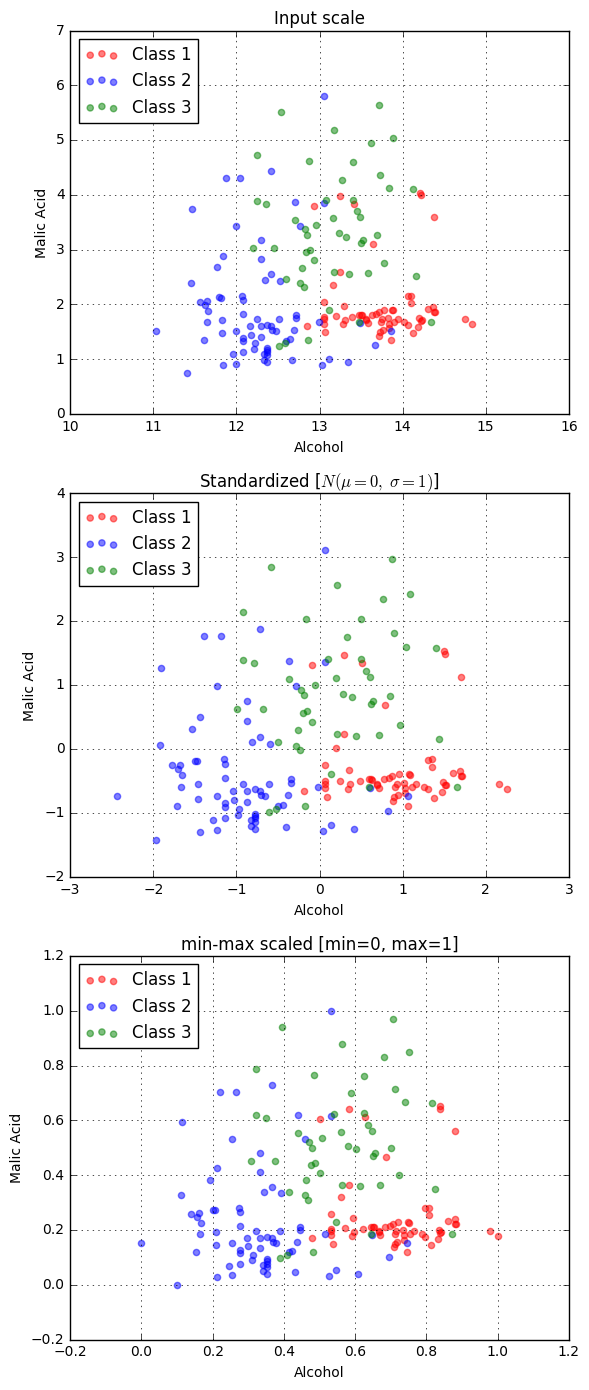 Input scale
7
6
5
4
3
2
1
0
Malic Acid
Class 1
Class 2
Class 3
10 11 12 13 14 15 16
Alcohol
Standardized [N(μ=0, σ=1)]
4
3
2
1
0
−1
−2
Malic Acid
Class 1
Class 2
Class 3
−3 −2 −1 0 1 2 3
Alcohol
min-max scaled [min=0, max=1]
1.2
1.0
0.8
0.6
0.4
0.2
0.0
−0.2
Malic Acid
Class 1
Class 2
Class 3
−0.2 0.0 0.2 0.4 0.6 0.8 1.0 1.2
Alcohol